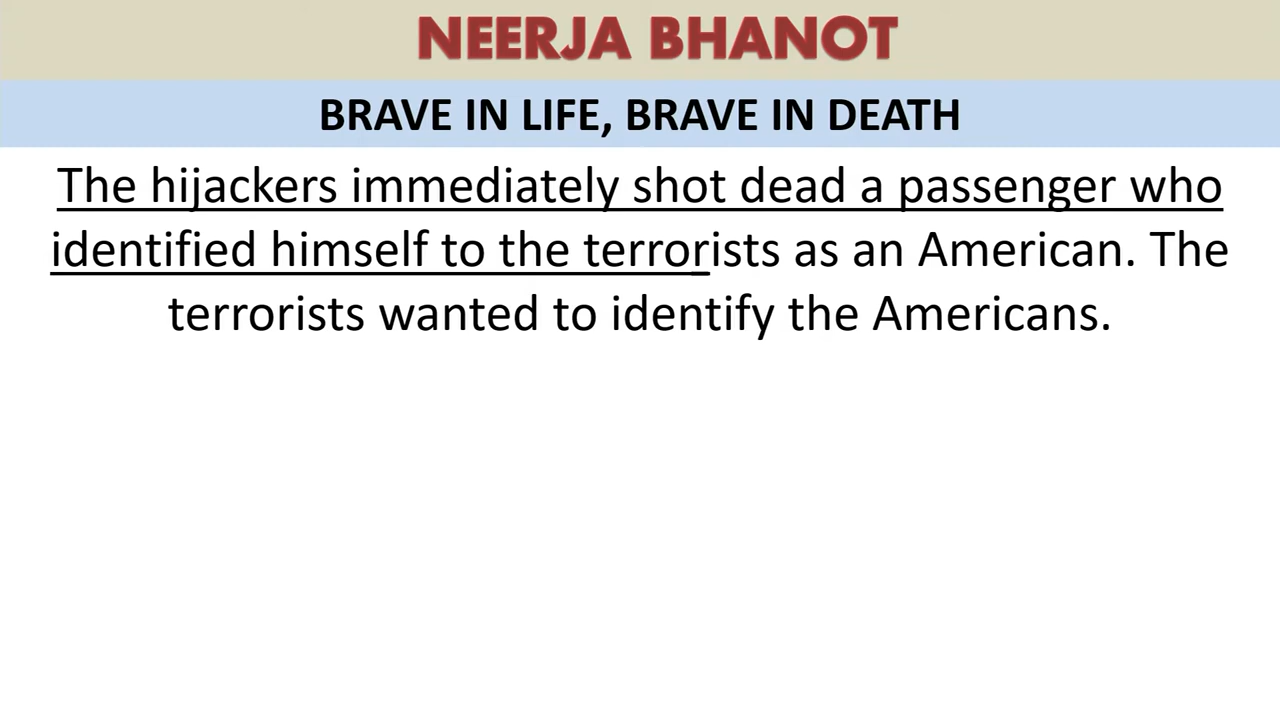 NEERJA BHANOT
BRAVE IN LIFE, BRAVE IN DEATH
The hijackers immediately shot dead a passenger who
identified himself to the terrorists as an American. The
terrorists wanted to identify the Americans.